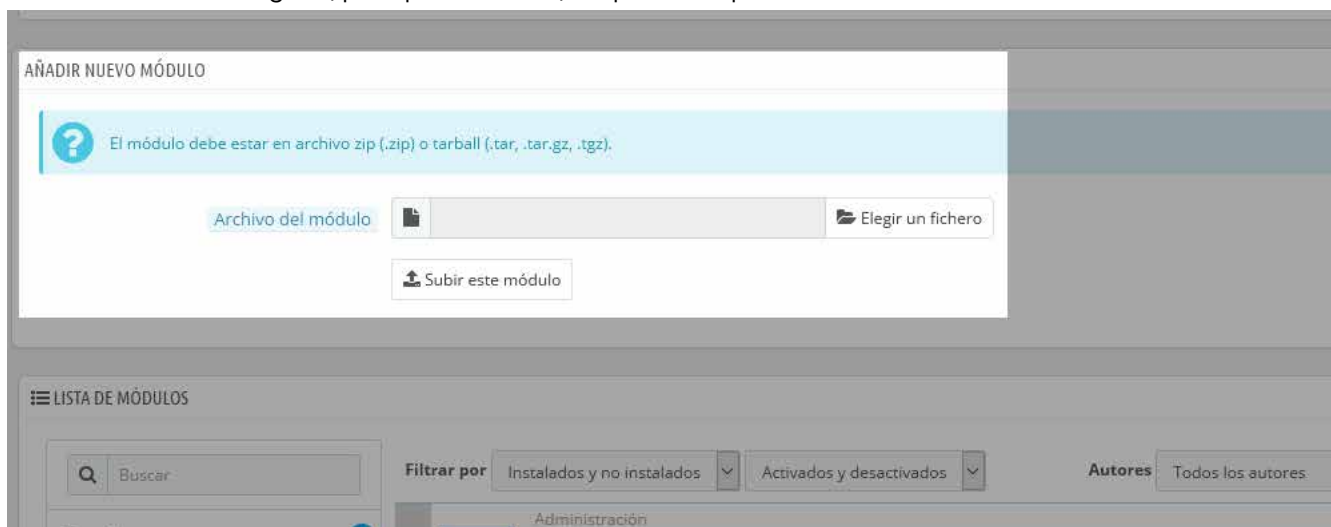 AÑADIR NUEVO MÓDULO
El módulo debe estar en archivo zip (.zip) o tarball (.tar, .tar.gz, .tgz).
Archivo del módulo
Elegir un fichero
Subir este módulo
LISTA DE MÓDULOS
Buscar
Filtrar por Instalados y no instalados Activados y desactivados Autores Todos los autores
Administración